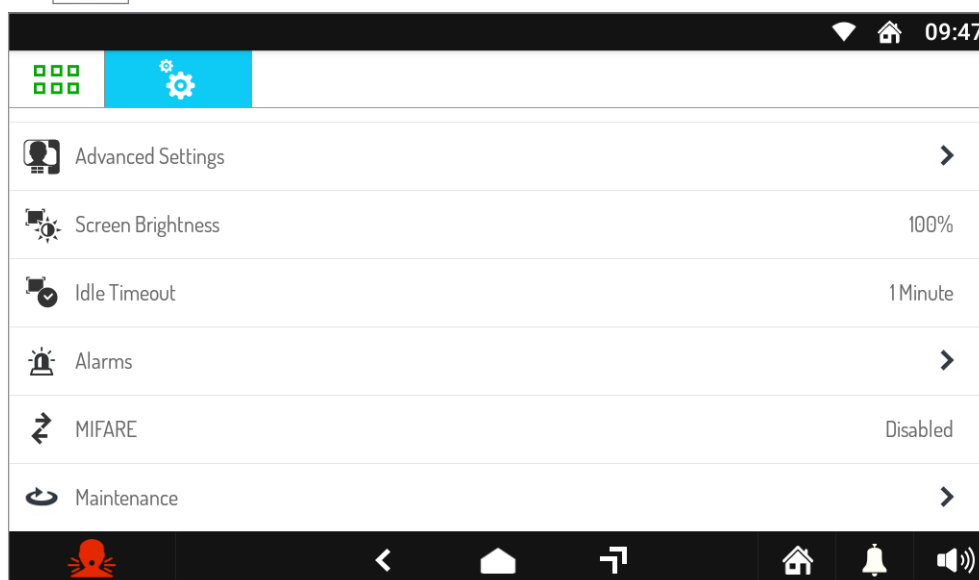 09:47
Advanced Settings
Screen Brightness 100%
Idle Timeout 1 Minute
Alarms
MIFARE Disabled
Maintenance